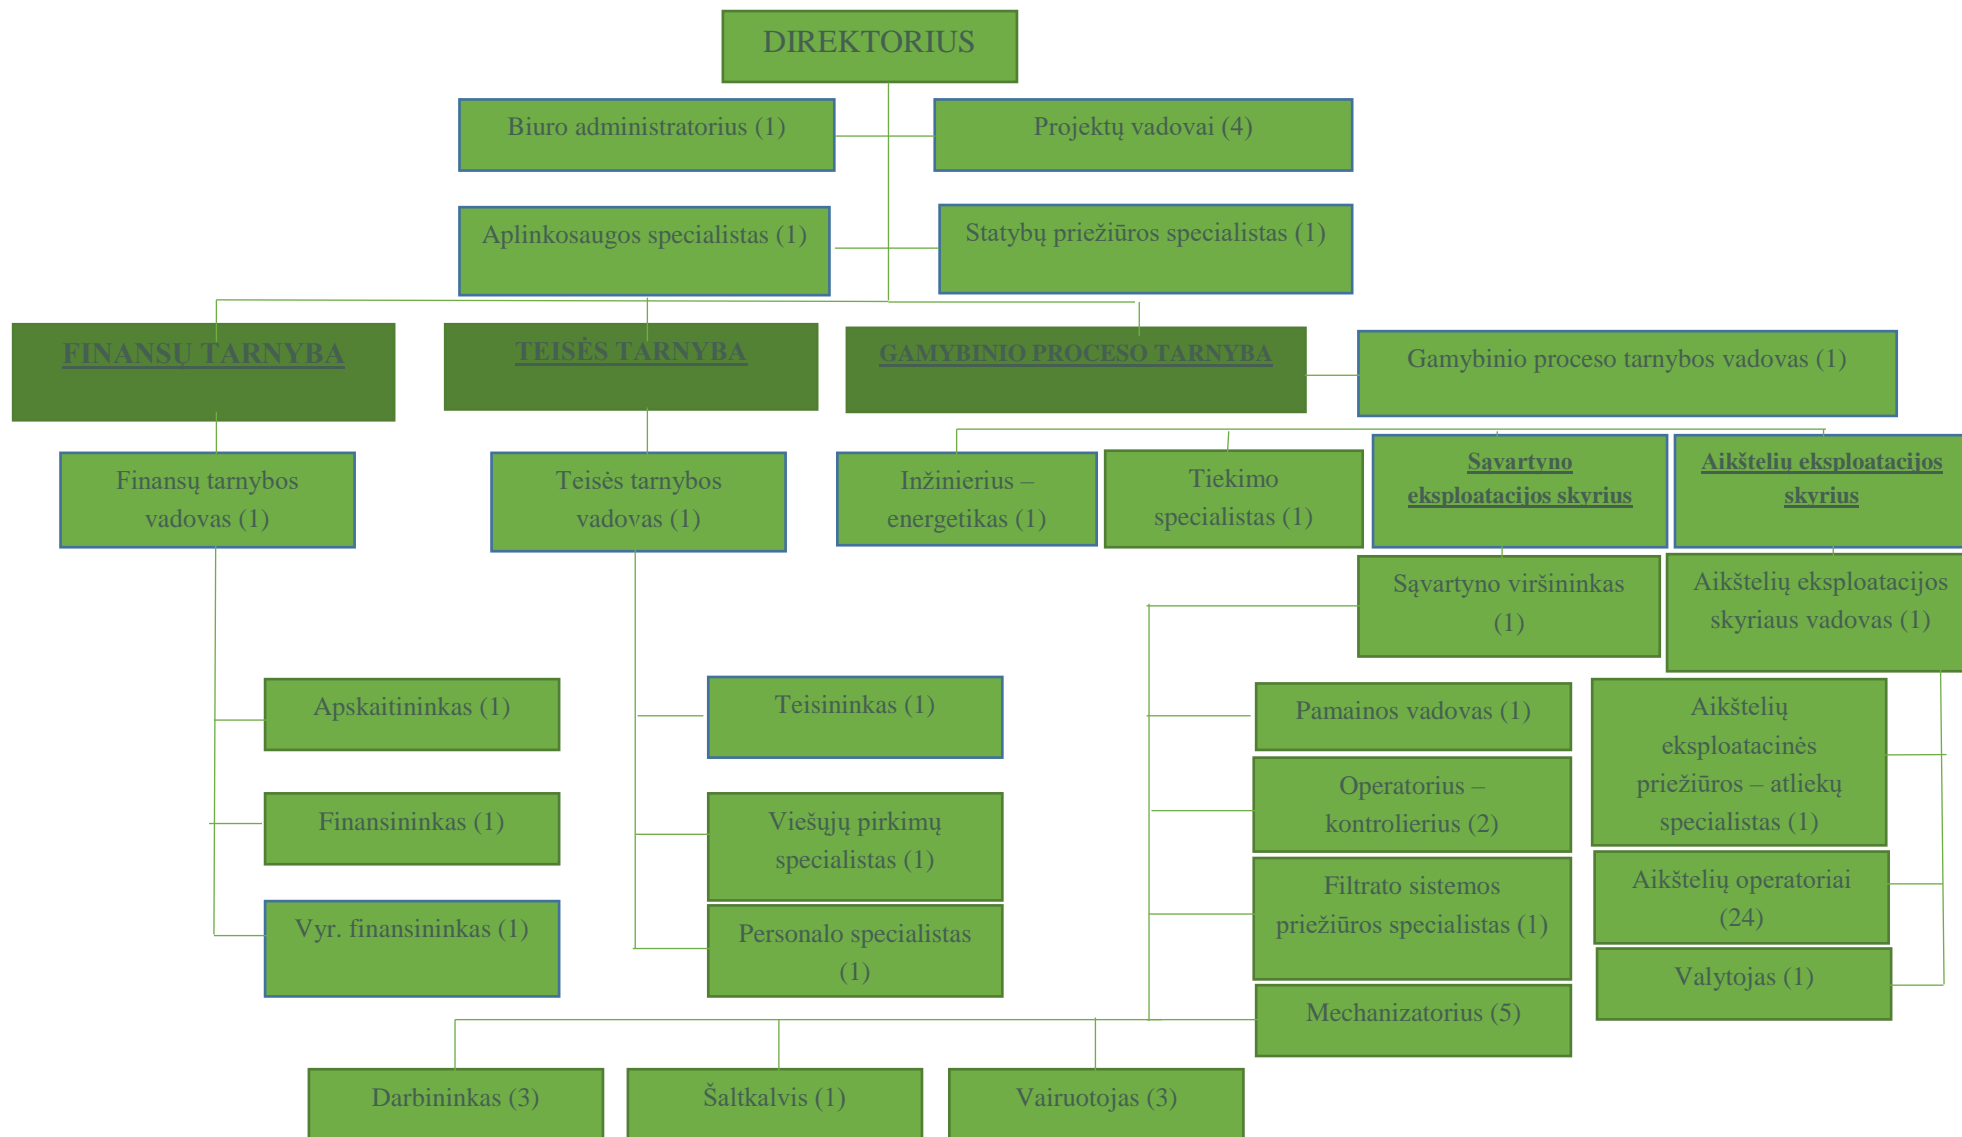 DIREKTORIUS
Biuro administratorius (1)
Projektų vadovai (4)
Aplinkosaugos specialistas (1)
Statybų priežiūros specialistas (1)
FINANSŲ TARNYBA
TEISĖS TARNYBA
GAMYBINIO PROCESO TARNYBA
Gamybinio proceso tarnybos vadovas (1)
Finansų tarnybos
vadovas (1)
Teisės tarnybos
vadovas (1)
Inžinierius –
energetikas (1)
Tiekimo
specialistas (1)
Sąvartyno
eksploatacijos skyrius
Aikštelių eksploatacijos
skyrius
Sąvartyno viršininkas
(1)
Aikštelių eksploatacijos
skyriaus vadovas (1)
Apskaitininkas (1)
Finansininkas (1)
Vyr. finansininkas (1)
Teisininkas (1)
Viešųjų pirkimų
specialistas (1)
Personalo specialistas
(1)
Pamainos vadovas (1)
Operatorius –
kontrolierius (2)
Filtrato sistemos
priežiūros specialistas (1)
Mechanizatorius (5)
Aikštelių
eksploatacinės
priežiūros – atliekų
specialistas (1)
Aikštelių operatoriai
(24)
Valytojas (1)
Darbininkas (3)
Šaltkalvis (1)
Vairuotojas (3)